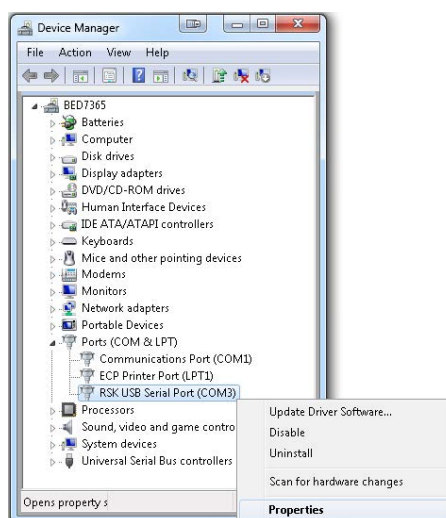 Device Manager
File Action View Help
BED7365
Batteries
Computer
Disk drives
Display adapters
DVD/CD-ROM drives
Human Interface Devices
IDE ATA/ATAPI controllers
Keyboards
Mice and other pointing devices
Modems
Monitors
Network adapters
Portable Devices
Ports (COM & LPT)
Communications Port (COM1)
ECP Printer Port (LPT1)
RSK USB Serial Port (COM3)
Processors
Sound, video and game contro
System devices
Universal Serial Bus controllers
Update Driver Software...
Disable
Uninstall
Scan for hardware changes
Properties
Opens property s